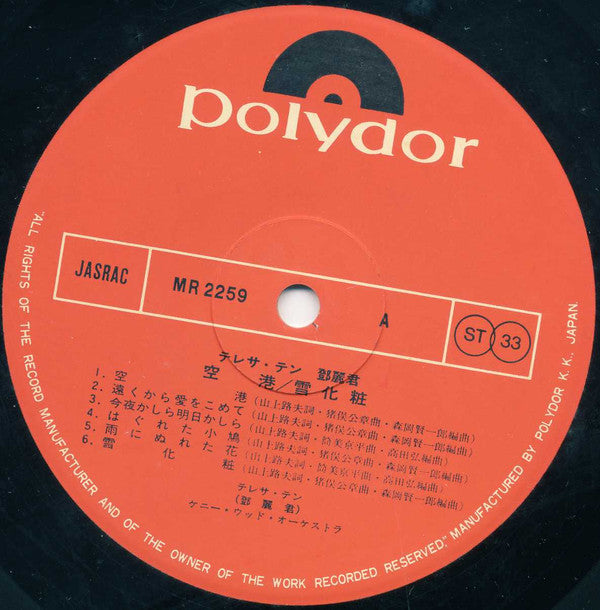 polydor
JASRAC
MR 2259
A
ST 33
テレサ・テン 鄧麗君
空港/雪化粧
1. 空港 (山上路夫詞・猪俣公章曲・森岡賢一郎編曲)
2. 遠くから愛をこめて (山上路夫詞・猪俣公章曲・森岡賢一郎編曲)
3. 今夜かしら明日かしら (山上路夫詞・筒美京平曲・高田弘編曲)
4. はぐれた小鳩 (山上路夫詞・猪俣公章曲・森岡賢一郎編曲)
5. 雨にぬれた花 (山上路夫詞・筒美京平曲・高田弘編曲)
6. 雪化粧 (山上路夫詞・猪俣公章曲・森岡賢一郎編曲)
テレサ・テン
(鄧麗君)
ケニー・ウッド・オーケストラ
"ALL RIGHTS OF THE RECORD MANUFACTURER AND OF THE OWNER OF THE WORK RECORDED RESERVED," MANUFACTURED BY POLYDOR K.K., JAPAN.